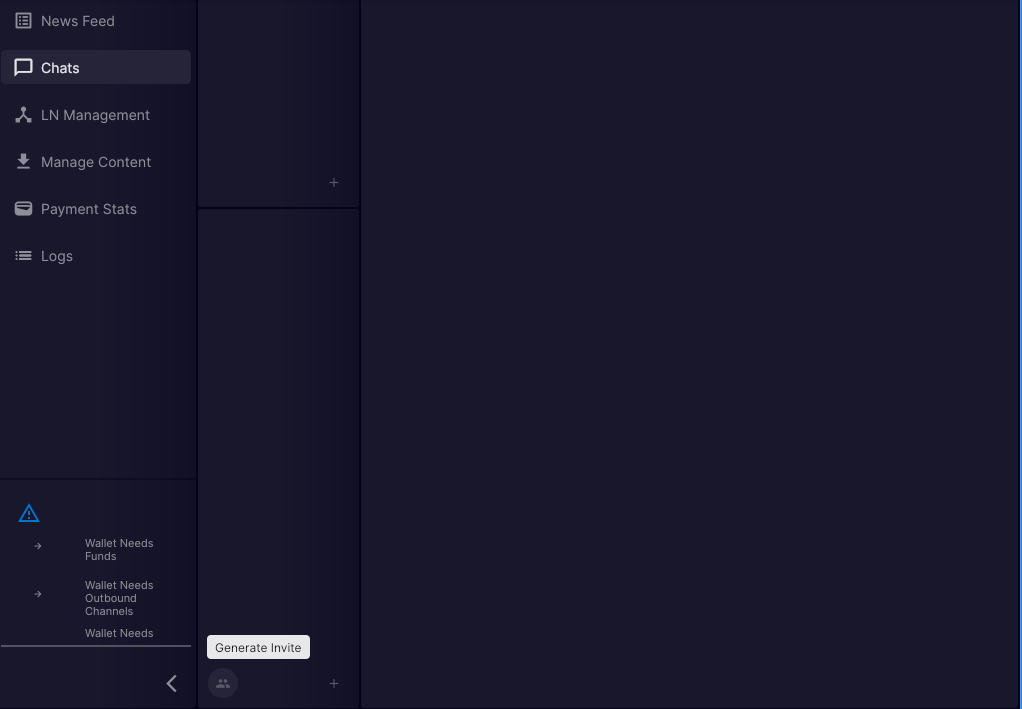 News Feed
Chats
LN Management
Manage Content
Payment Stats
Logs
Wallet Needs
Funds
Wallet Needs
Outbound
Channels
Wallet Needs
Generate Invite